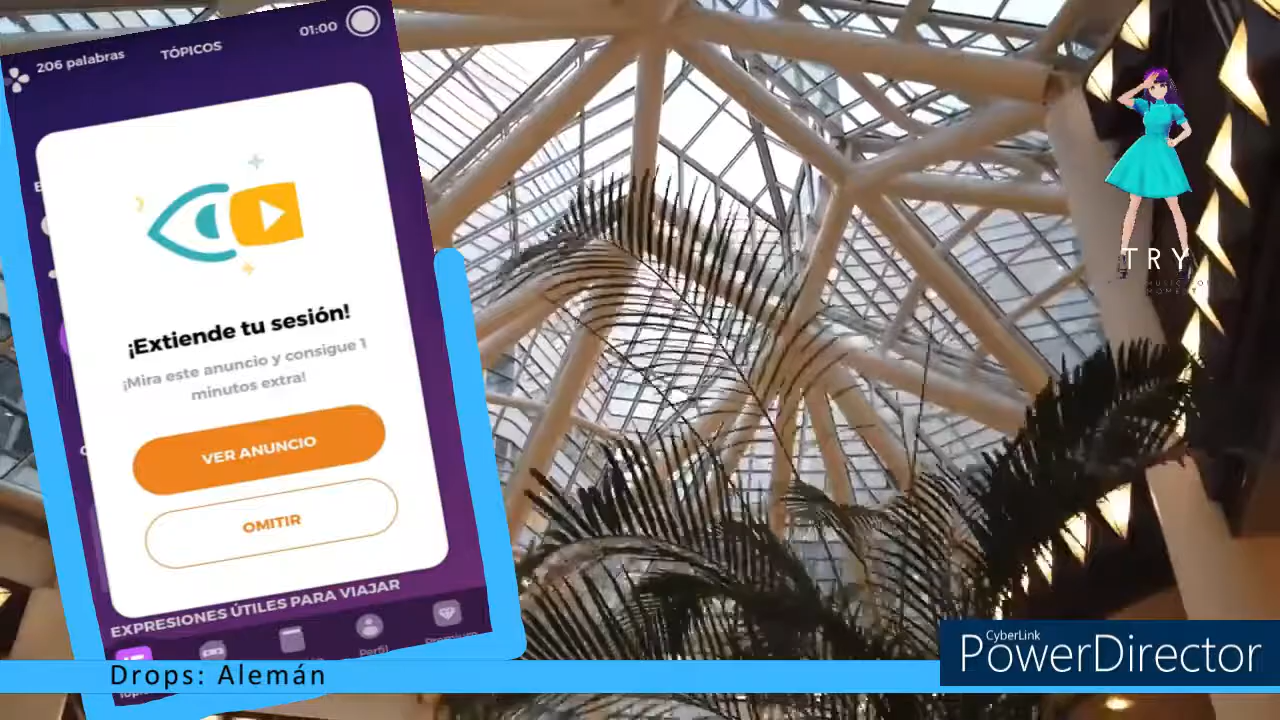 206 palabras
TÓPICOS
01:00
¡Extiende tu sesión!
¡Mira este anuncio y consigue 1
minutos extra!
VER ANUNCIO
OMITIR
EXPRESIONES ÚTILES PARA VIAJAR
Perfil
Premium
TRY
Drops: Alemán
CyberLink
PowerDirector